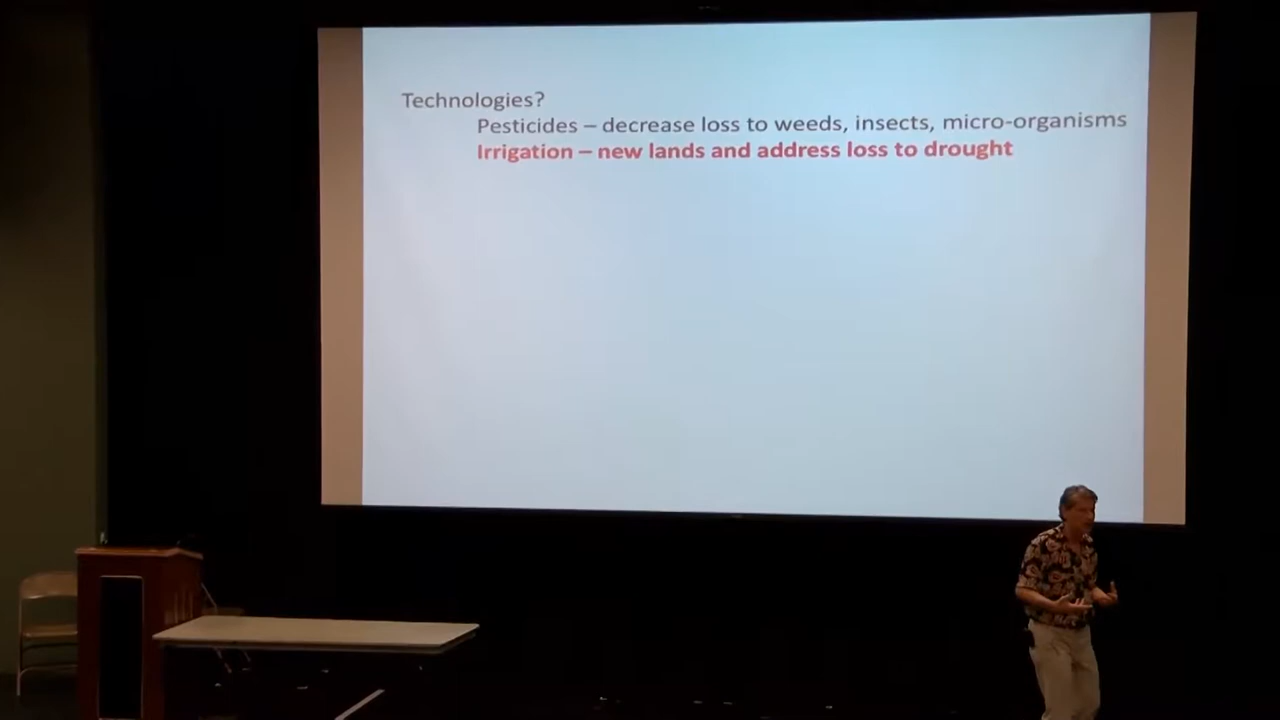 Technologies?
Pesticides – decrease loss to weeds, insects, micro-organisms
Irrigation – new lands and address loss to drought